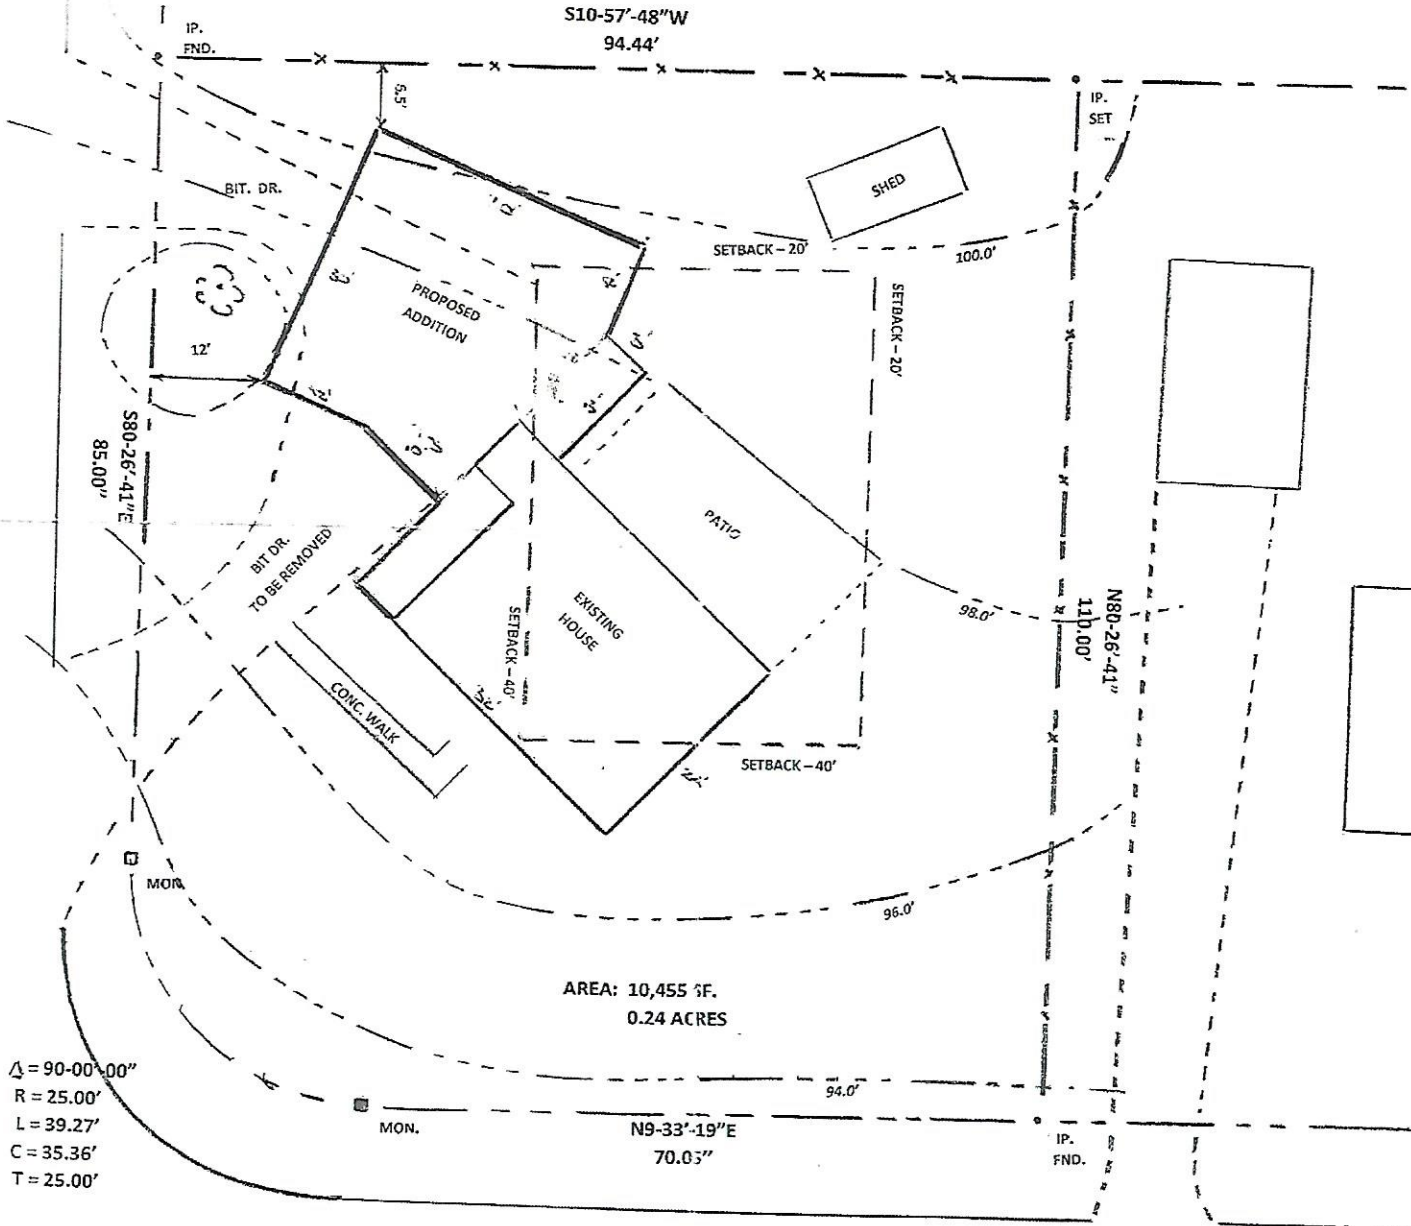 S10-57'-48"W
94.44'
IP.
FND.
IP.
SET
5.5'
BIT. DR.
SHED
SETBACK – 20'
100.0'
PROPOSED
ADDITION
SETBACK – 20'
12'
S80-26'-41"E
85.00"
PATIO
BIT DR.
TO BE REMOVED
EXISTING
HOUSE
SETBACK – 40'
98.0'
N80-26'-41"
110.00'
32'
CONC. WALK
SETBACK – 40'
MON.
96.0'
AREA: 10,455 SF.
0.24 ACRES
Δ = 90-00'-00"
R = 25.00'
L = 39.27'
C = 35.36'
T = 25.00'
94.0'
MON.
N9-33'-19"E
70.05"
IP.
FND.